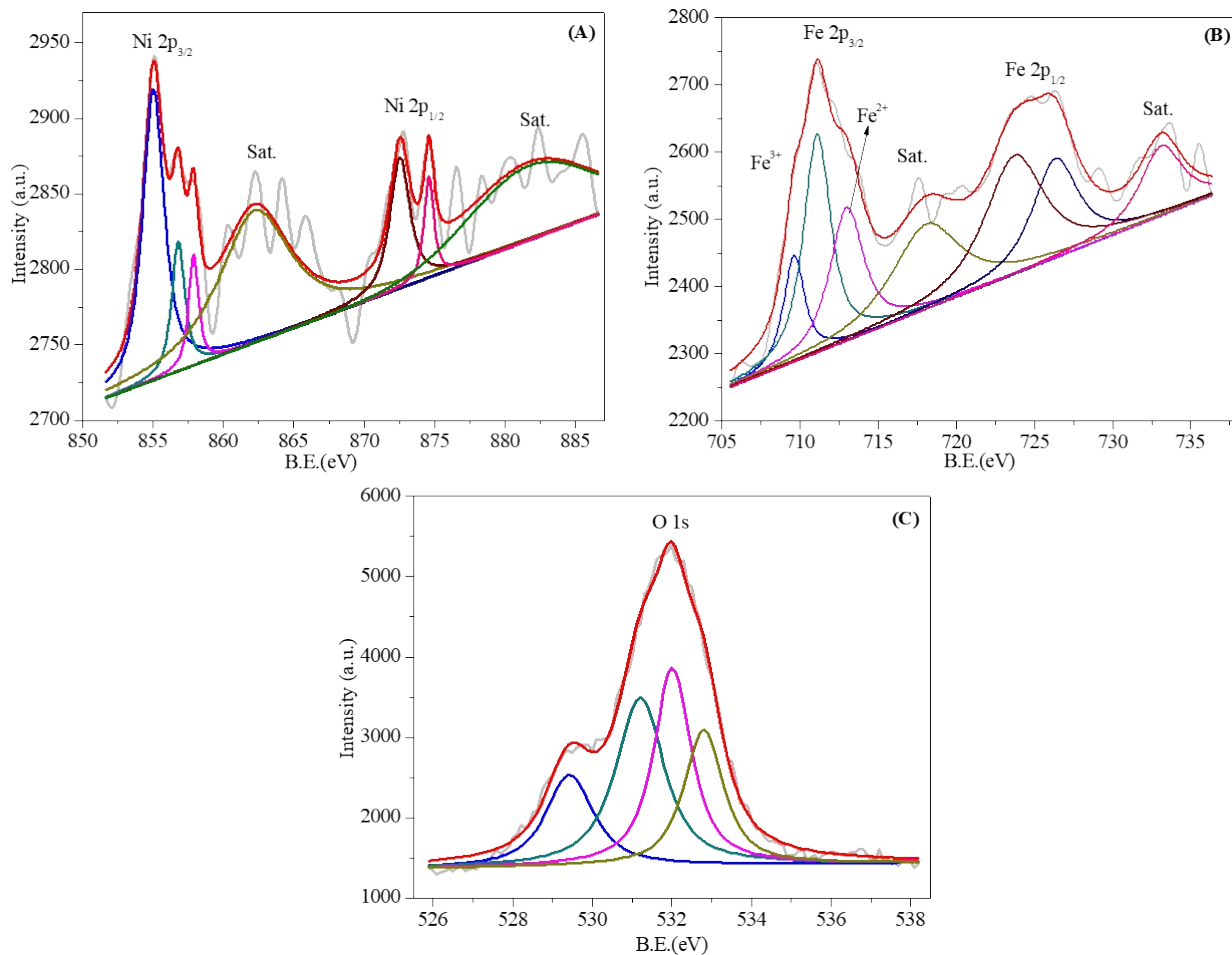 (A)
Ni 2p3/2
Sat.
Ni 2p1/2
Sat.
2950
2900
2850
2800
2750
2700
Intensity (a.u.)
850 855 860 865 870 875 880 885
B.E.(eV)
(B)
Fe 2p3/2
Fe3+
Fe2+
Sat.
Fe 2p1/2
Sat.
2800
2700
2600
2500
2400
2300
2200
Intensity (a.u.)
705 710 715 720 725 730 735
B.E.(eV)
(C)
O 1s
6000
5000
4000
3000
2000
1000
Intensity (a.u.)
526 528 530 532 534 536 538
B.E.(eV)